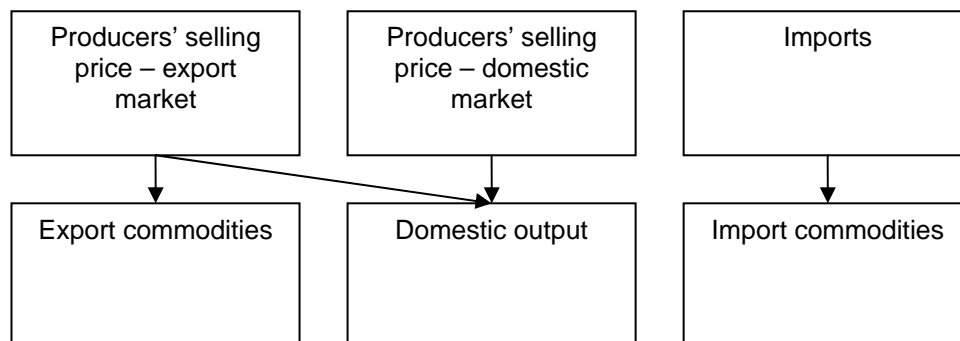 Producers’ selling
price – export
market
Producers’ selling
price – domestic
market
Imports
Export commodities
Domestic output
Import commodities